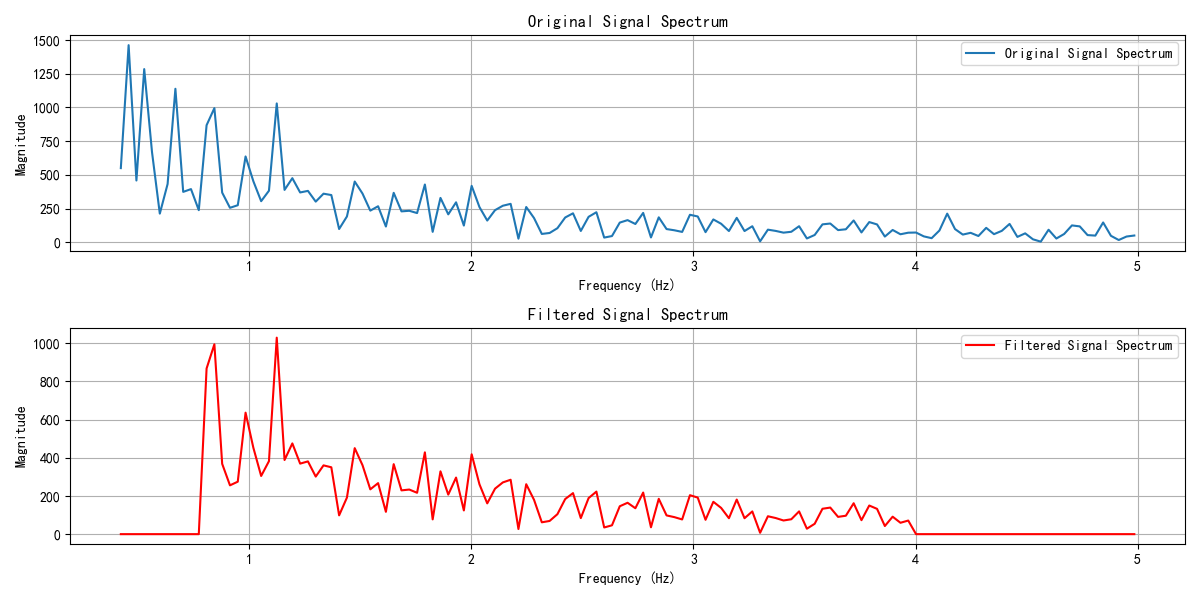 Original Signal Spectrum
1500
1250
1000
750
500
250
0
Magnitude
Original Signal Spectrum
1 2 3 4 5
Frequency (Hz)
Filtered Signal Spectrum
1000
800
600
400
200
0
Magnitude
Filtered Signal Spectrum
1 2 3 4 5
Frequency (Hz)